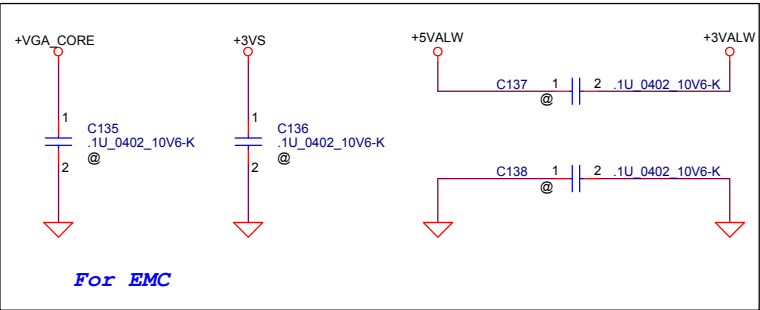 +VGA_CORE
+3VS
+5VALW
+3VALW
C137 1 2 .1U_0402_10V6-K
@
1
C135
.1U_0402_10V6-K
@
2
1
C136
.1U_0402_10V6-K
@
2
C138 1 2 .1U_0402_10V6-K
@
For EMC